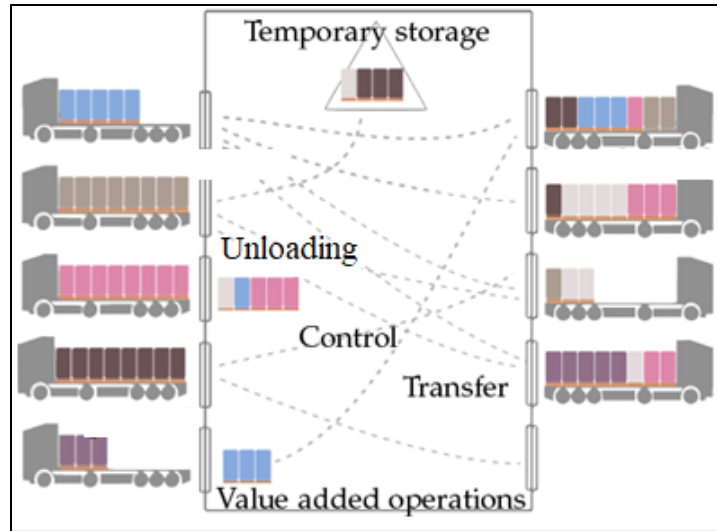 Temporary storage
Unloading
Control
Transfer
Value added operations